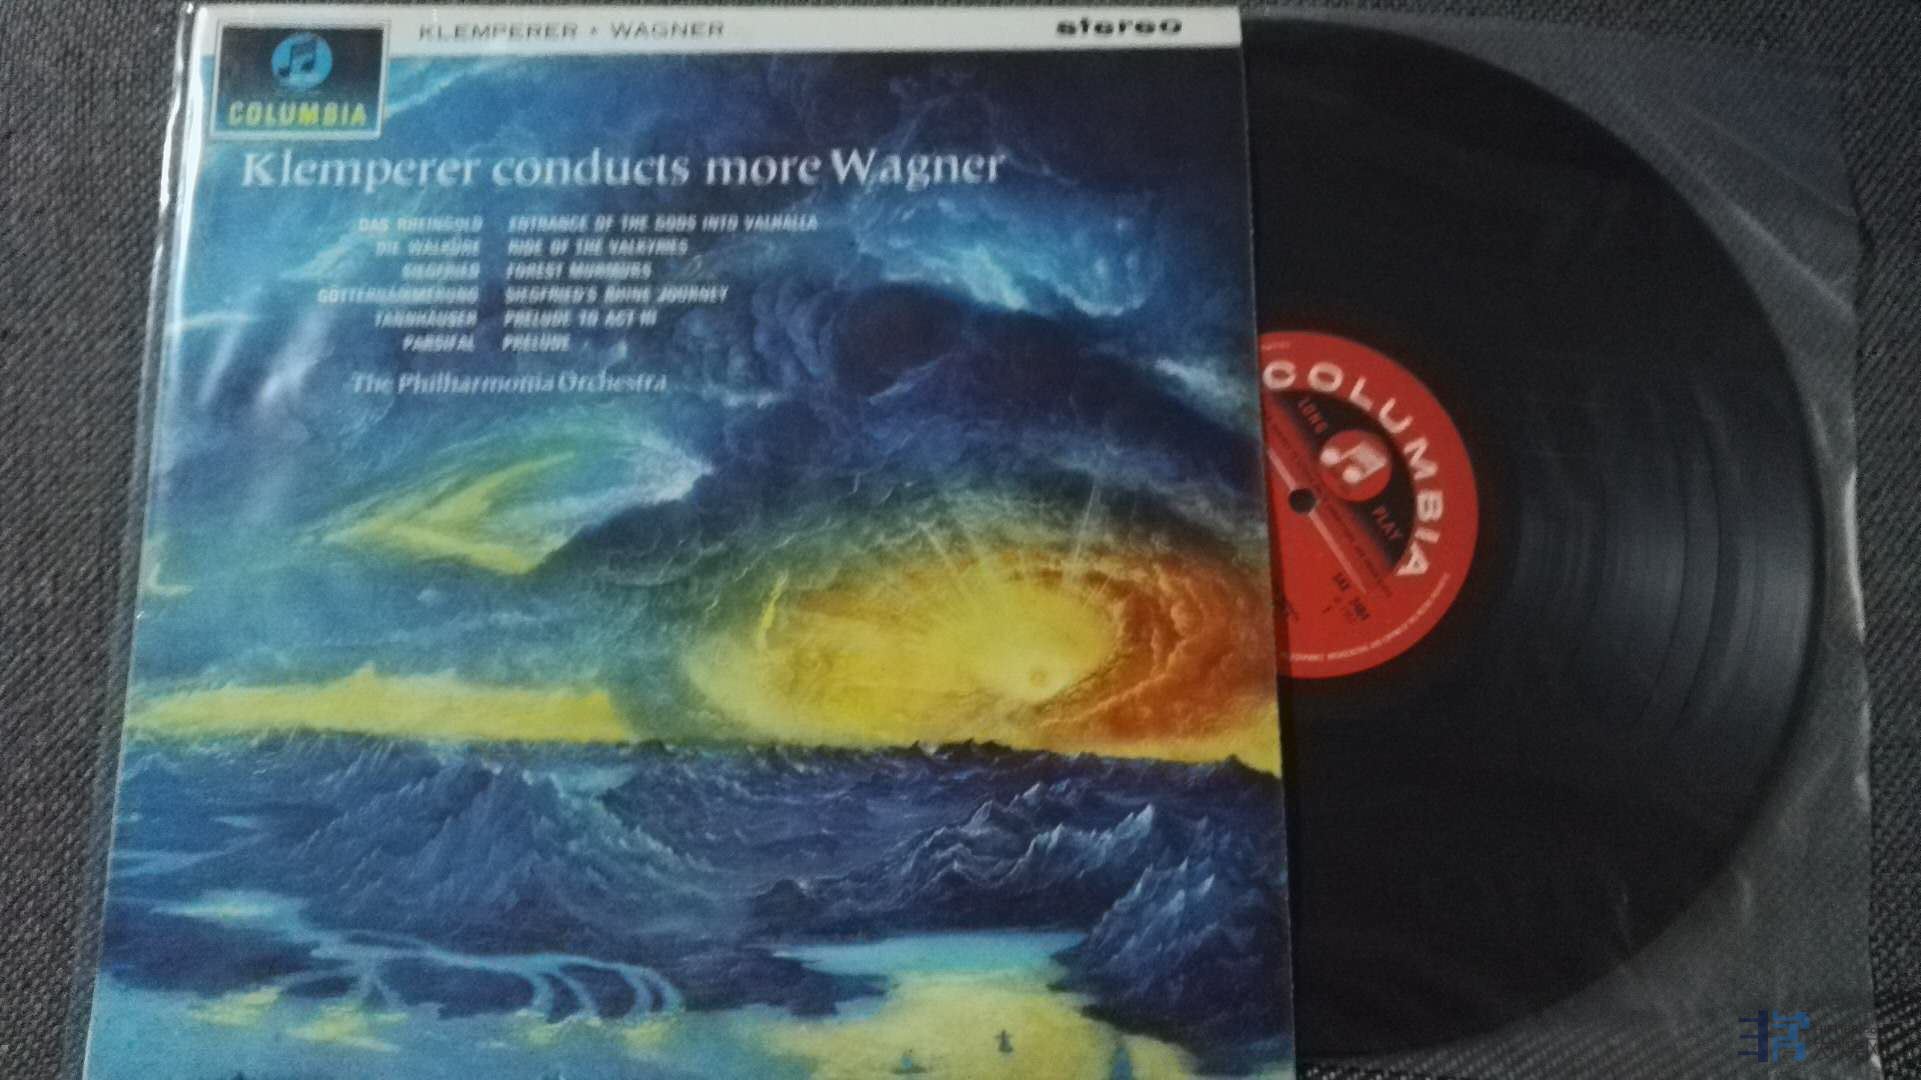 KLEMPERER • WAGNER
stereo
COLUMBIA
Klemperer conducts more Wagner
DAS RHEINGOLD ENTRANCE OF THE GODS INTO VALHALLA
DIE WALKÜRE RIDE OF THE VALKYRIES
SIEGFRIED FOREST MURMURS
GÖTTERDÄMMERUNG SIEGFRIED'S RHINE JOURNEY
TANNHÄUSER PRELUDE TO ACT III
PARSIFAL PRELUDE
The Philharmonia Orchestra
COLUMBIA
LONG
PLAY